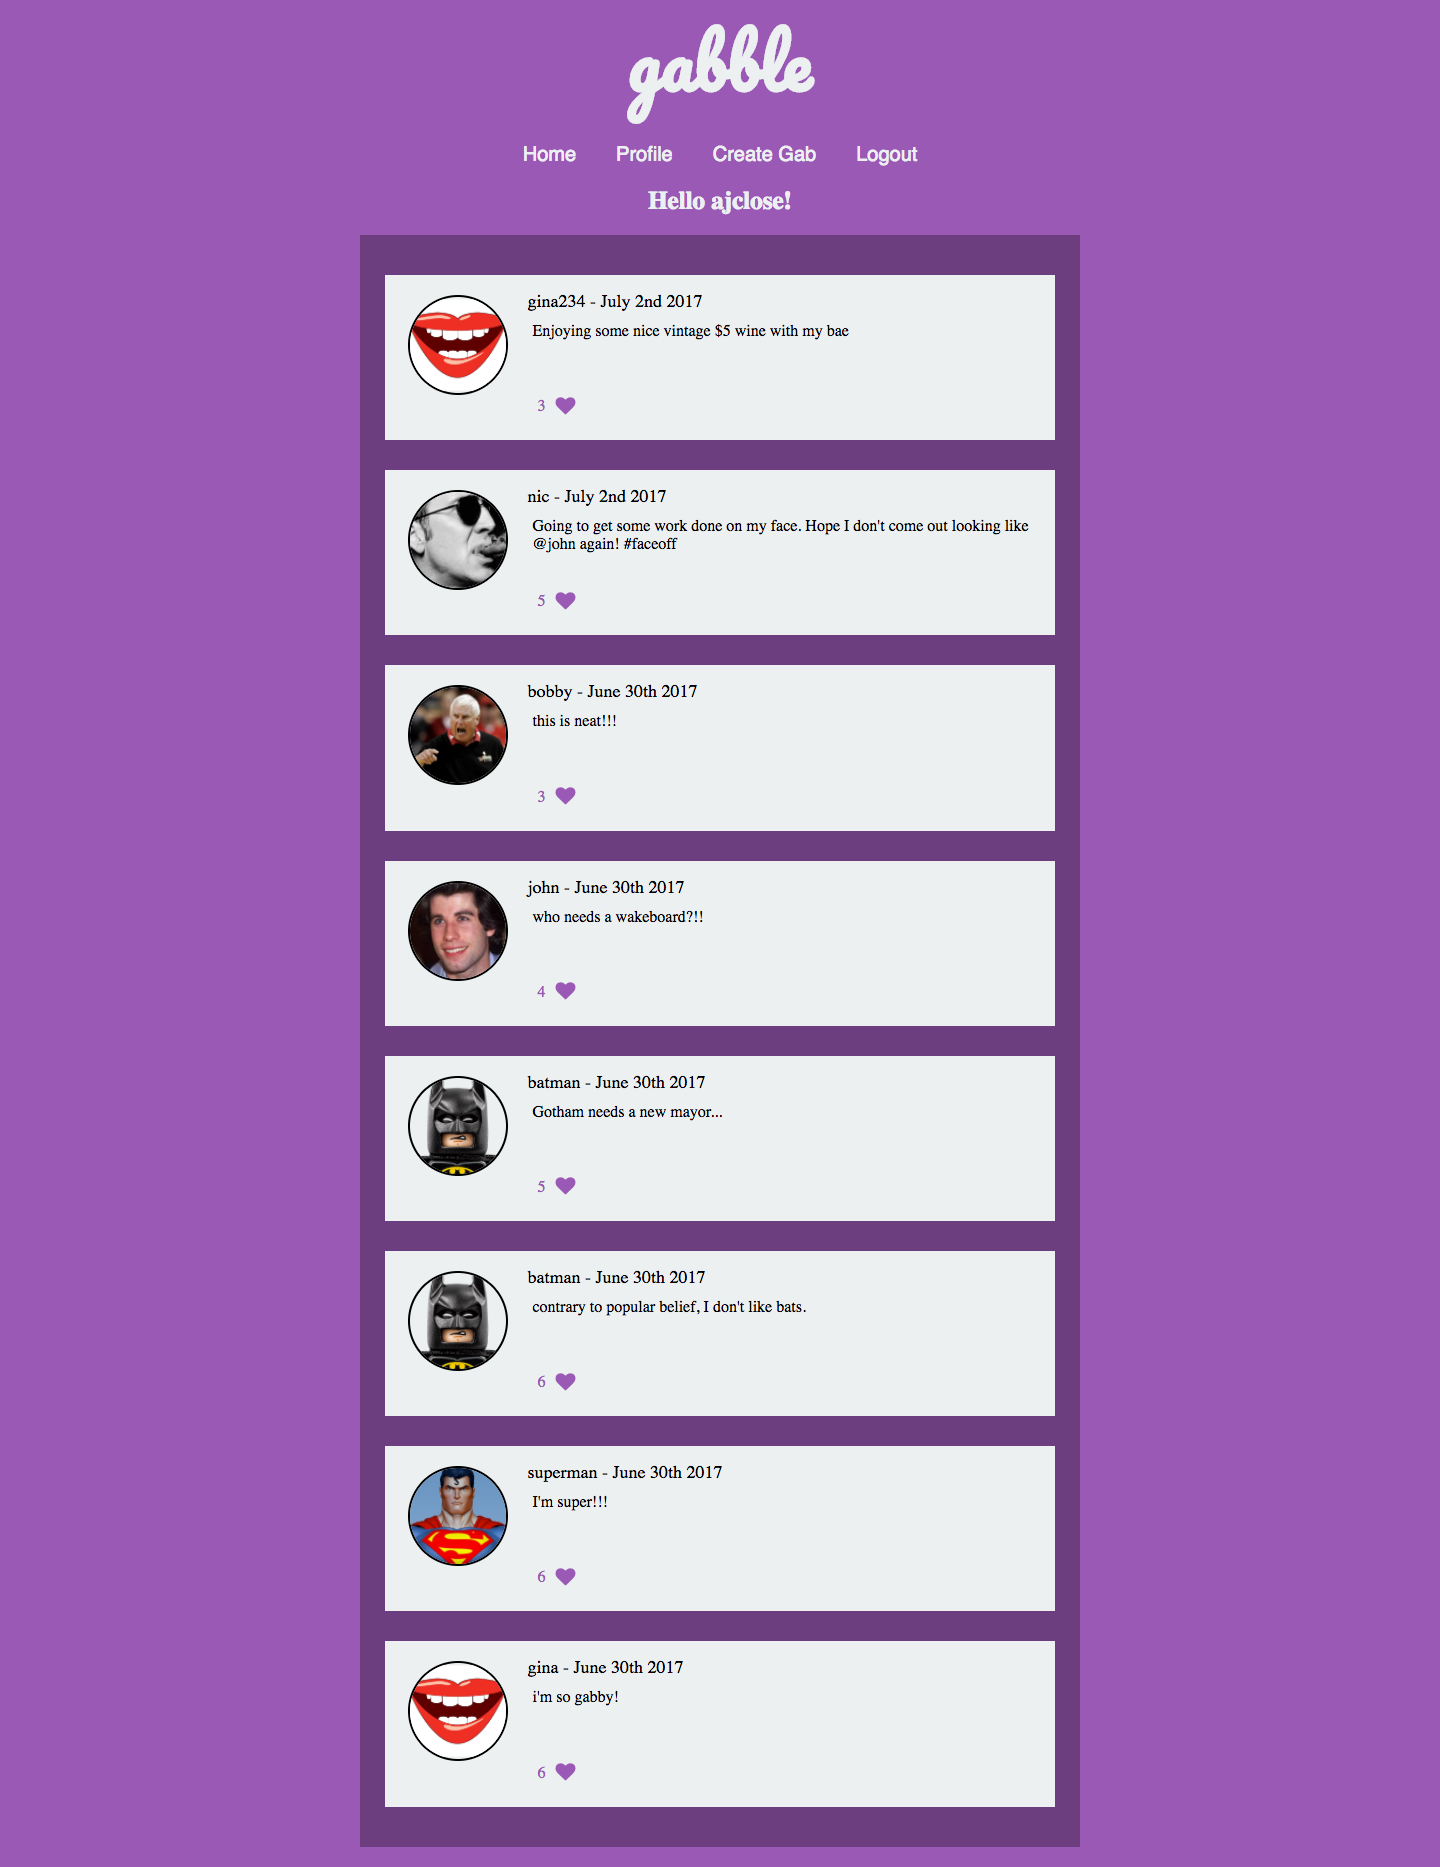 gabble
Home Profile Create Gab Logout
Hello ajclose!
gina234 - July 2nd 2017
Enjoying some nice vintage $5 wine with my bae
3
nic - July 2nd 2017
Going to get some work done on my face. Hope I don't come out looking like
@john again! #faceoff
5
bobby - June 30th 2017
this is neat!!!
3
john - June 30th 2017
who needs a wakeboard?!!
4
batman - June 30th 2017
Gotham needs a new mayor...
5
batman - June 30th 2017
contrary to popular belief, I don't like bats.
6
superman - June 30th 2017
I'm super!!!
6
gina - June 30th 2017
i'm so gabby!
6